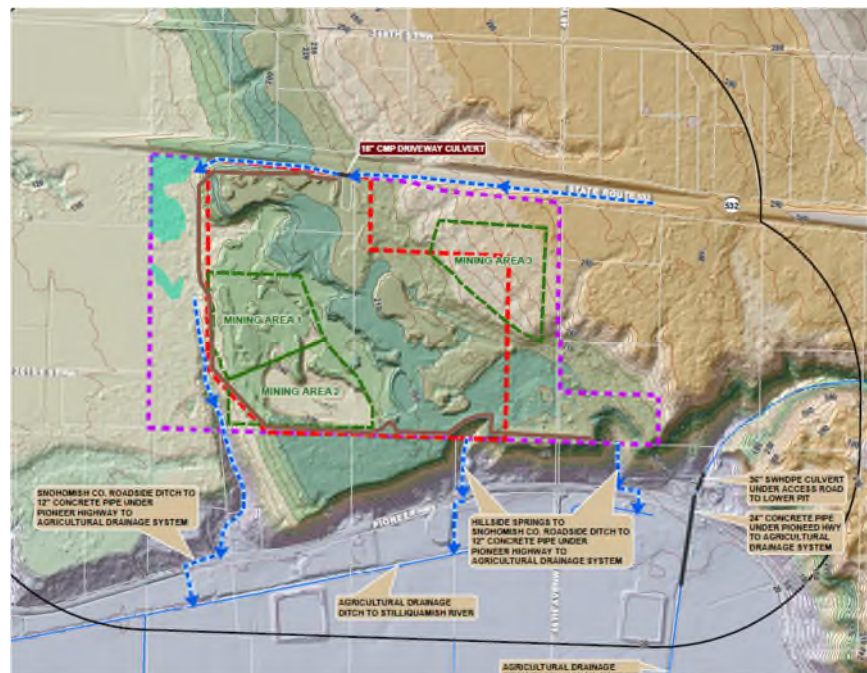 18" CMP DRIVEWAY CULVERT
STATE ROUTE
532
MINING AREA 3
MINING AREA 1
MINING AREA 2
SNOHOMISH CO. ROADSIDE DITCH TO
12" CONCRETE PIPE UNDER
PIONEER HIGHWAY TO
AGRICULTURAL DRAINAGE SYSTEM
PIONEER HWY
HILLSIDE SPRINGS TO
SNOHOMISH CO. ROADSIDE DITCH TO
12" CONCRETE PIPE UNDER
PIONEER HIGHWAY TO
AGRICULTURAL DRAINAGE SYSTEM
36" SWHDPE CULVERT
UNDER ACCESS ROAD
TO LOWER PIT
24" CONCRETE PIPE
UNDER PIONEED HWY
TO AGRICULTURAL
DRAINAGE SYSTEM
AGRICULTURAL DRAINAGE
DITCH TO STILLIQUAMISH RIVER
AGRICULTURAL DRAINAGE